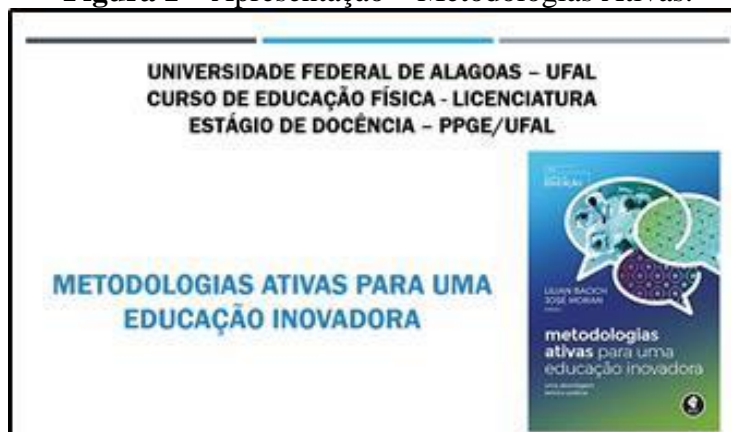 UNIVERSIDADE FEDERAL DE ALAGOAS – UFAL
CURSO DE EDUCAÇÃO FÍSICA - LICENCIATURA
ESTÁGIO DE DOCÊNCIA – PPGE/UFAL
METODOLOGIAS ATIVAS PARA UMA
EDUCAÇÃO INOVADORA
LILIAN BACICH
JOSÉ MORAN
metodologias
ativas para uma
educação inovadora